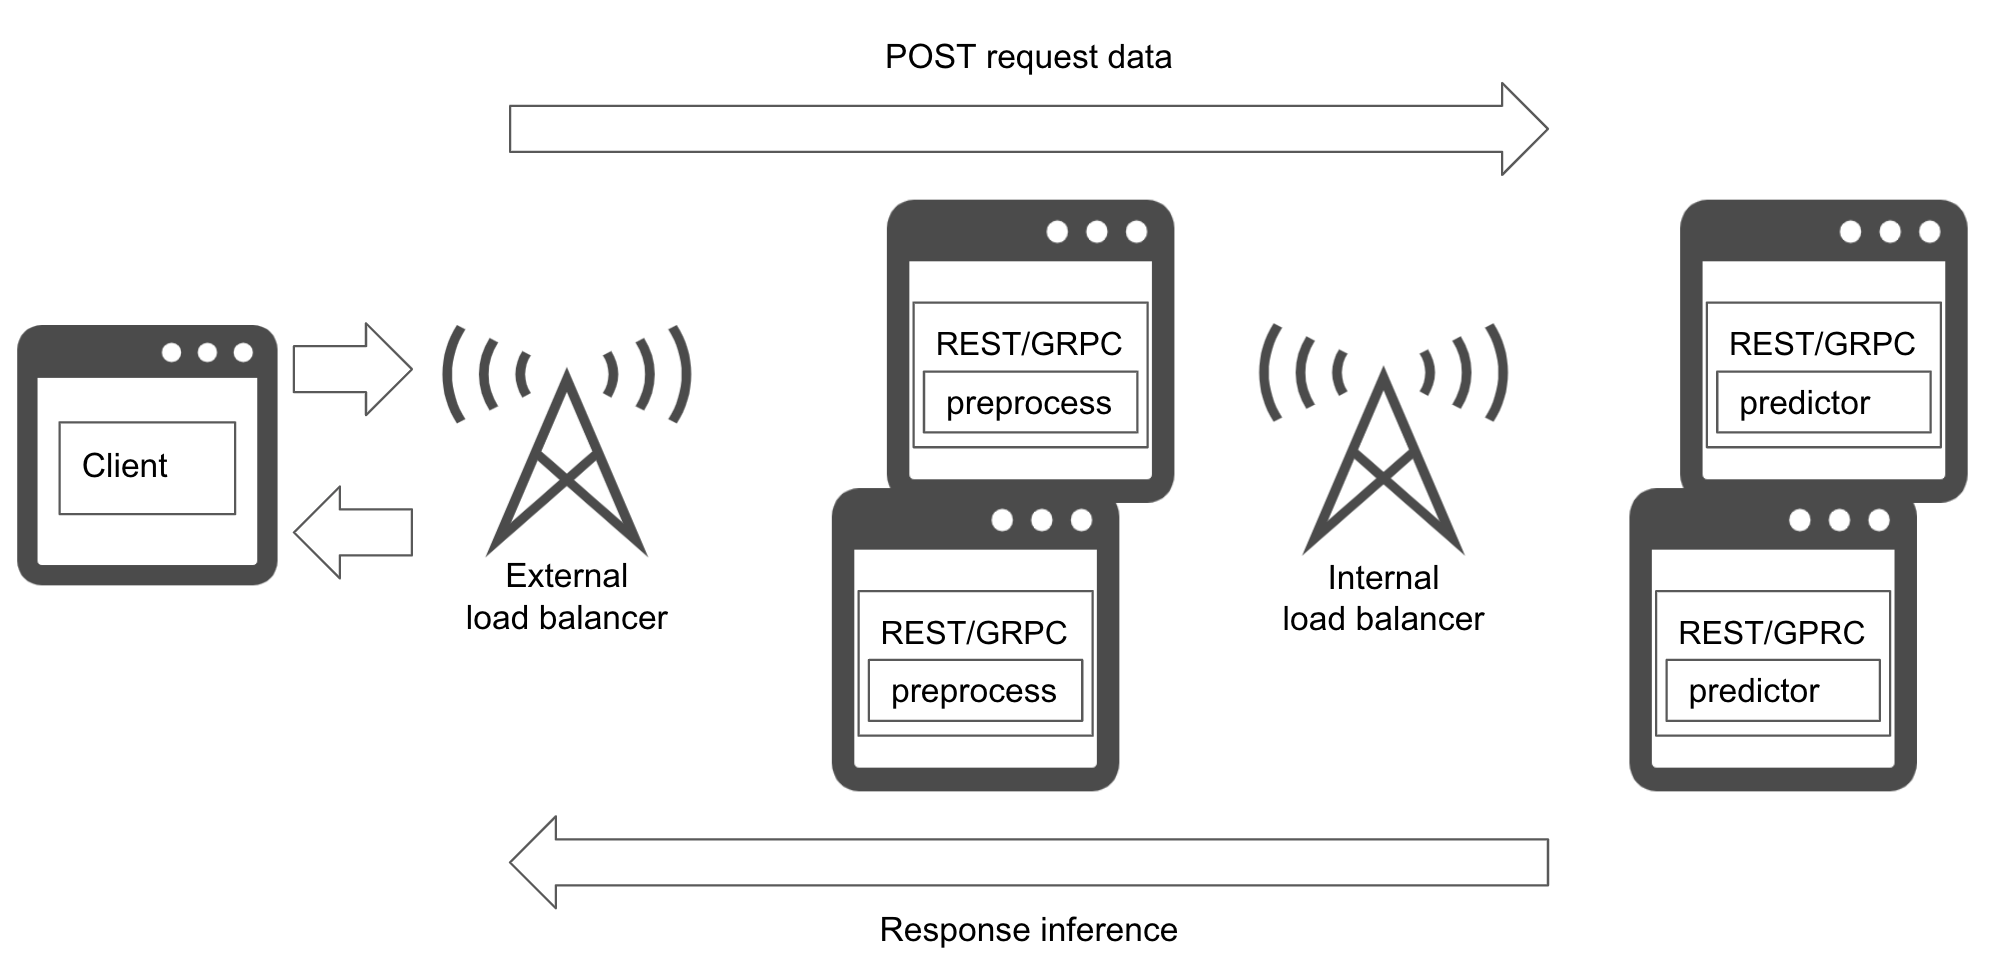 POST request data
Client
External
load balancer
REST/GRPC
preprocess
REST/GRPC
preprocess
Internal
load balancer
REST/GRPC
predictor
REST/GPRC
predictor
Response inference